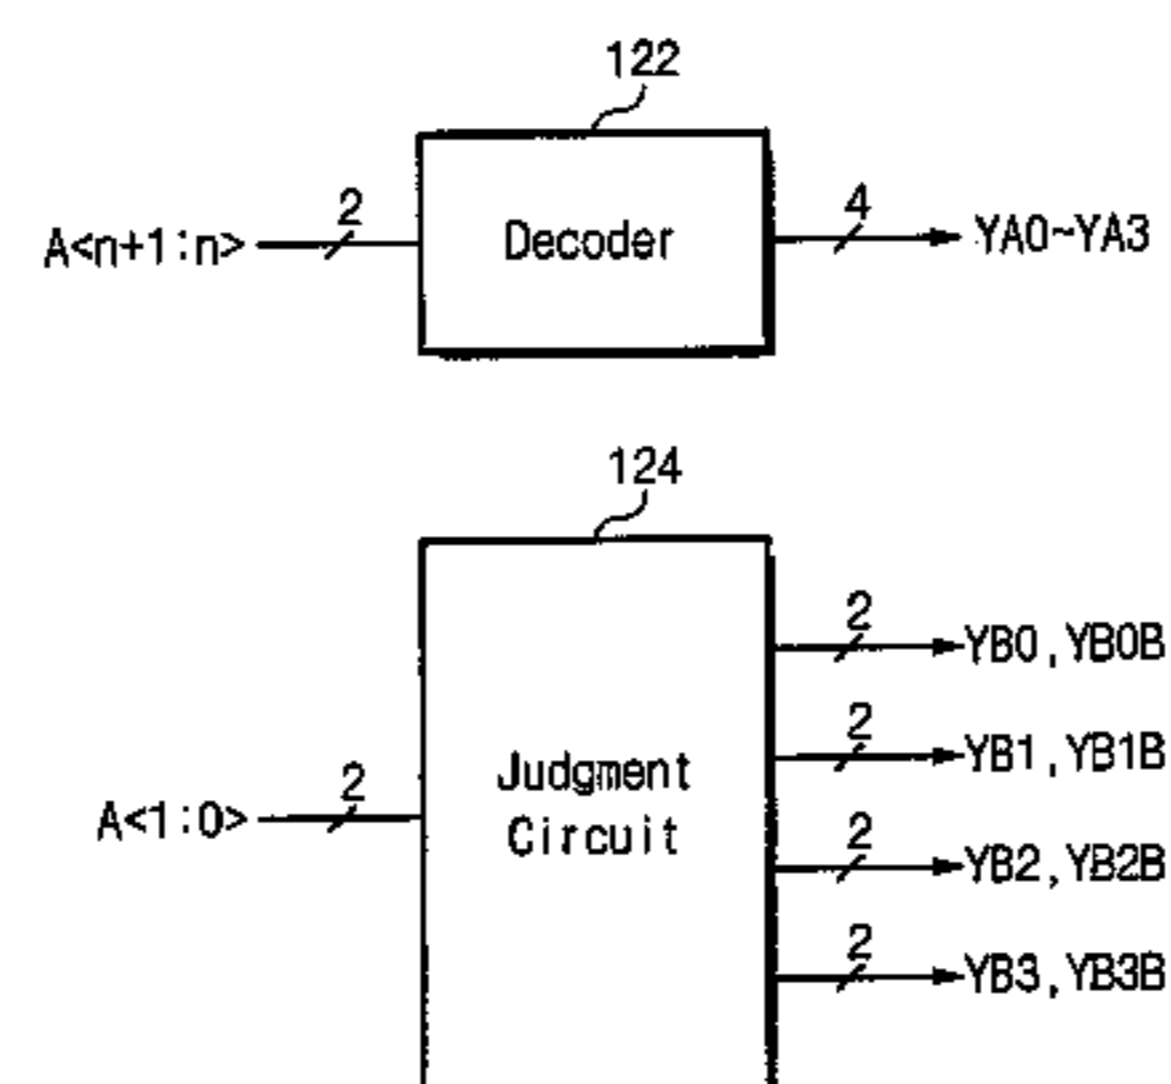 122
A<n+1:n>
2
Decoder
4
YA0~YA3
124
A<1:0>
2
Judgment
Circuit
2
YB0,YB0B
2
YB1,YB1B
2
YB2,YB2B
2
YB3,YB3B